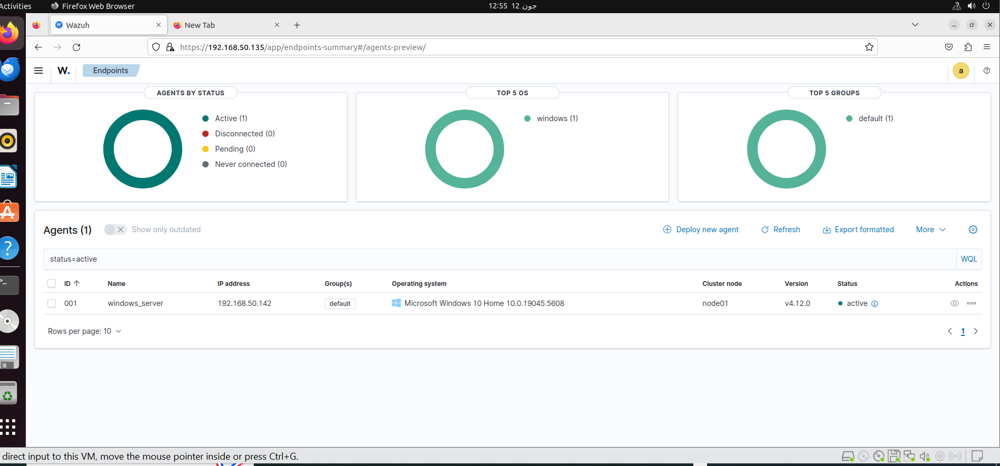 Activities Firefox Web Browser 12:55 12 جون
Wazuh New Tab
https://192.168.50.135/app/endpoints-summary#/agents-preview/
W. Endpoints a
AGENTS BY STATUS
Active (1)
Disconnected (0)
Pending (0)
Never connected (0)
TOP 5 OS
windows (1)
TOP 5 GROUPS
default (1)
Agents (1) Show only outdated Deploy new agent Refresh Export formatted More
status=active WQL
ID Name IP address Group(s) Operating system Cluster node Version Status Actions
001 windows_server 192.168.50.142 default Microsoft Windows 10 Home 10.0.19045.5608 node01 v4.12.0 active
Rows per page: 10 1
direct input to this VM, move the mouse pointer inside or press Ctrl+G.